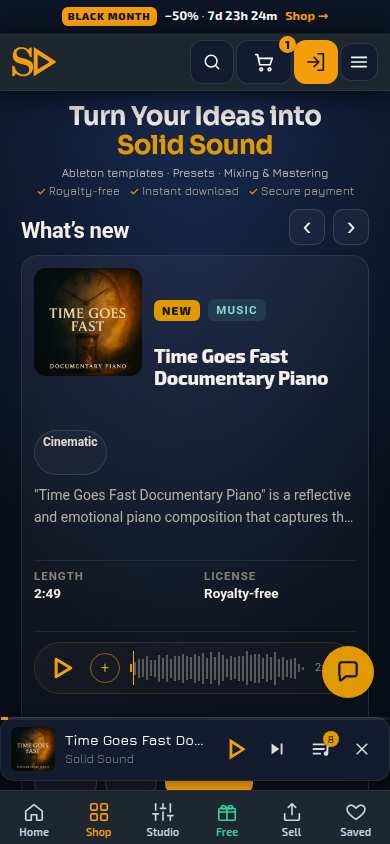 BLACK MONTH −50% · 7d 23h 24m Shop →
S
1
Turn Your Ideas into
Solid Sound
Ableton templates · Presets · Mixing & Mastering
✓ Royalty-free ✓ Instant download ✓ Secure payment
What's new
TIME GOES
FAST
DOCUMENTARY PIANO
NEW MUSIC
Time Goes Fast
Documentary Piano
Cinematic
"Time Goes Fast Documentary Piano" is a reflective
and emotional piano composition that captures th...
LENGTH LICENSE
2:49 Royalty-free
TIME GOES
FAST
Time Goes Fast Do...
8
Solid Sound
Home Shop Studio Free Sell Saved